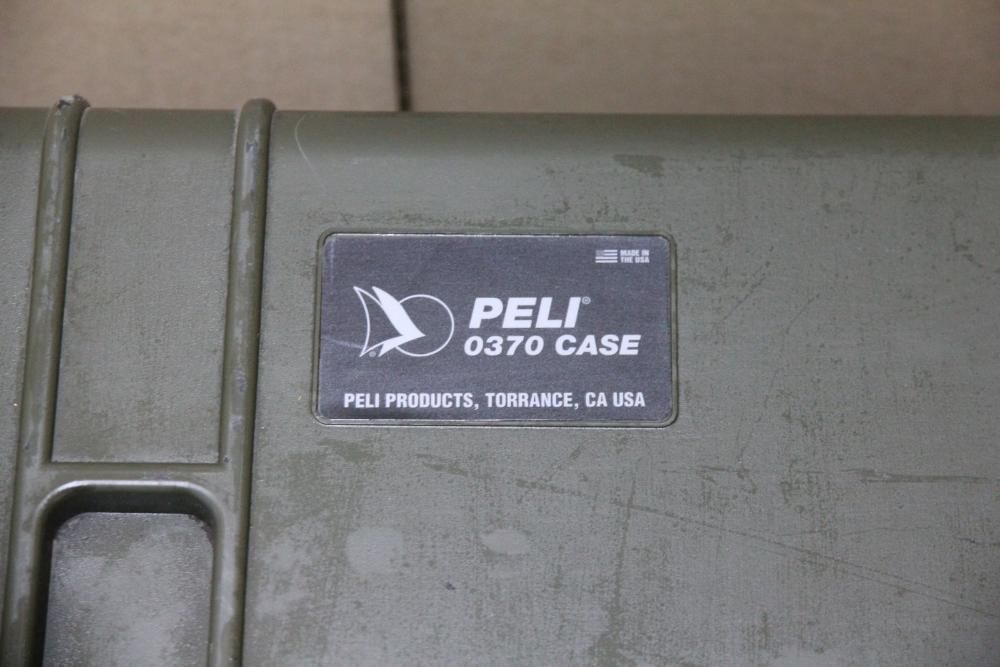 MADE IN
THE USA
PELI®
0370 CASE
®
PELI PRODUCTS, TORRANCE, CA USA